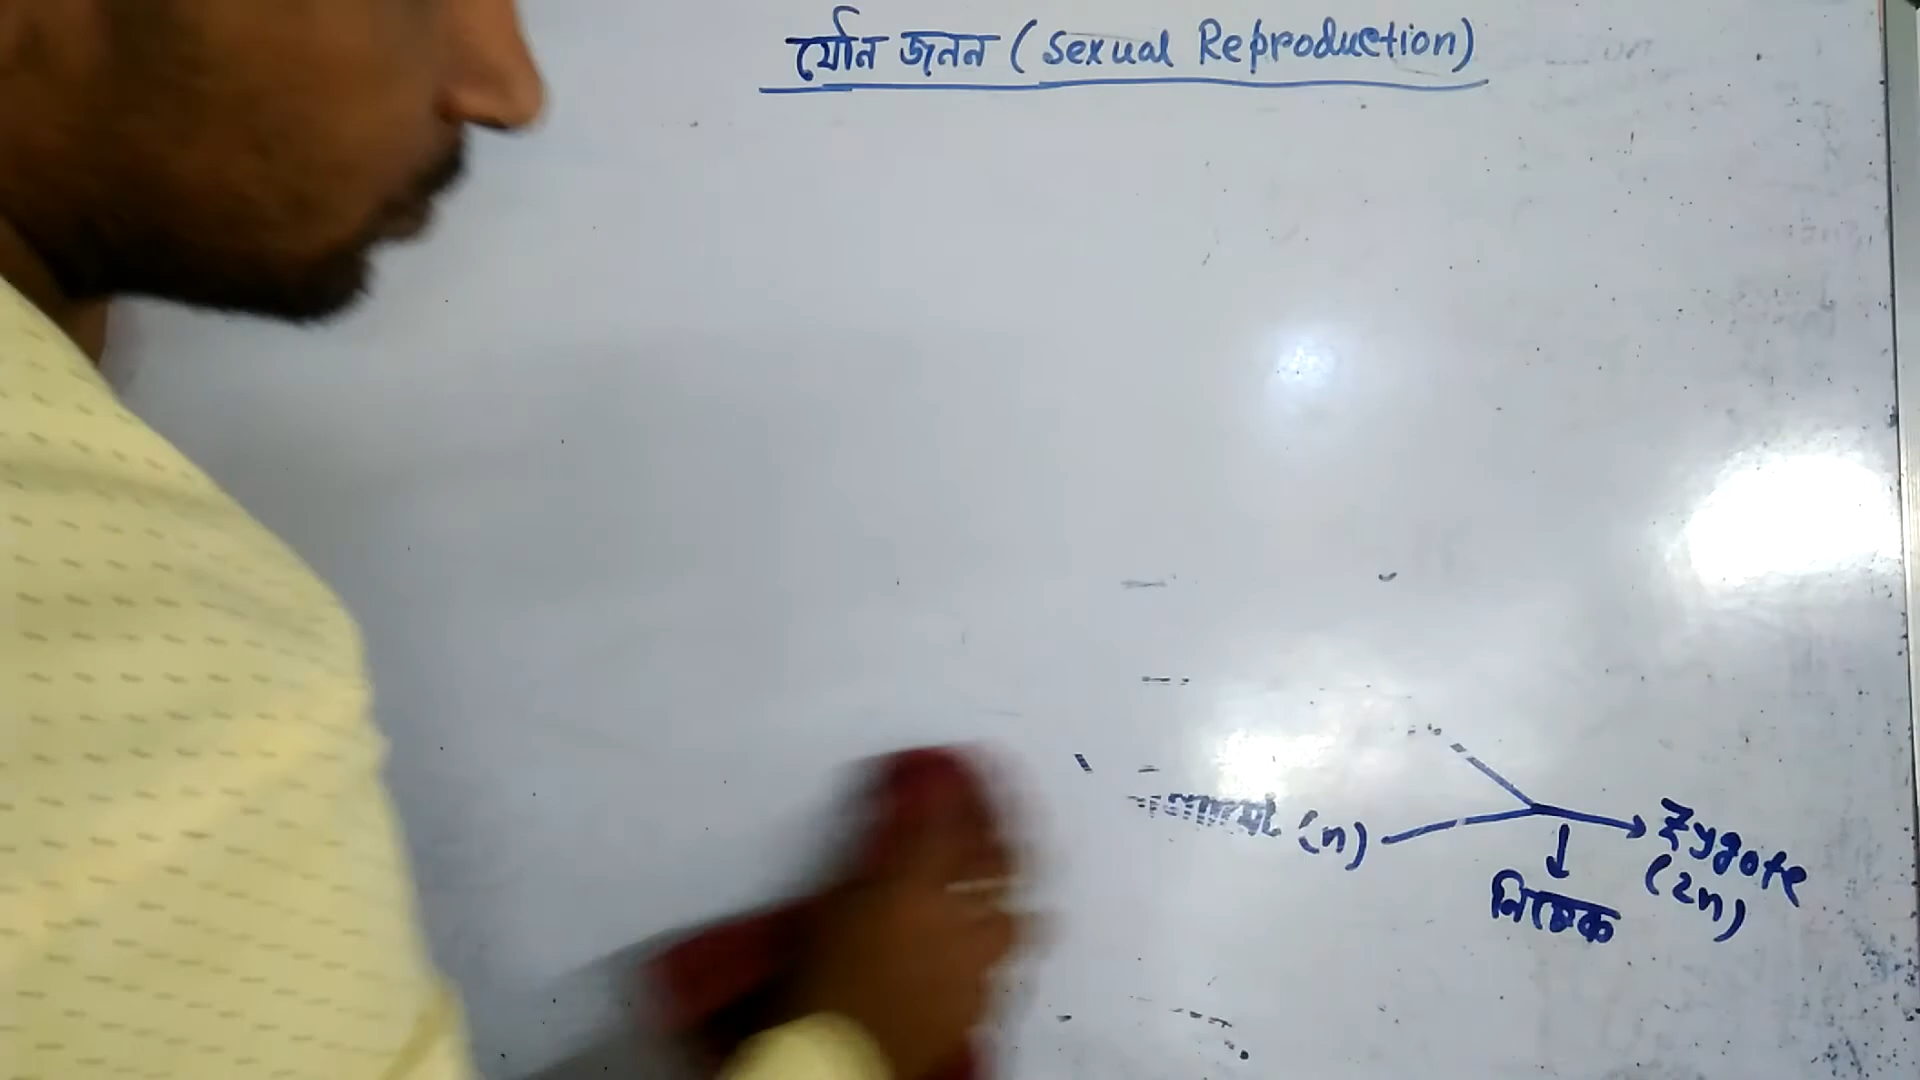 যৌন জনন (Sexual Reproduction)
(n)
Zygote
(2n)
নিষেক